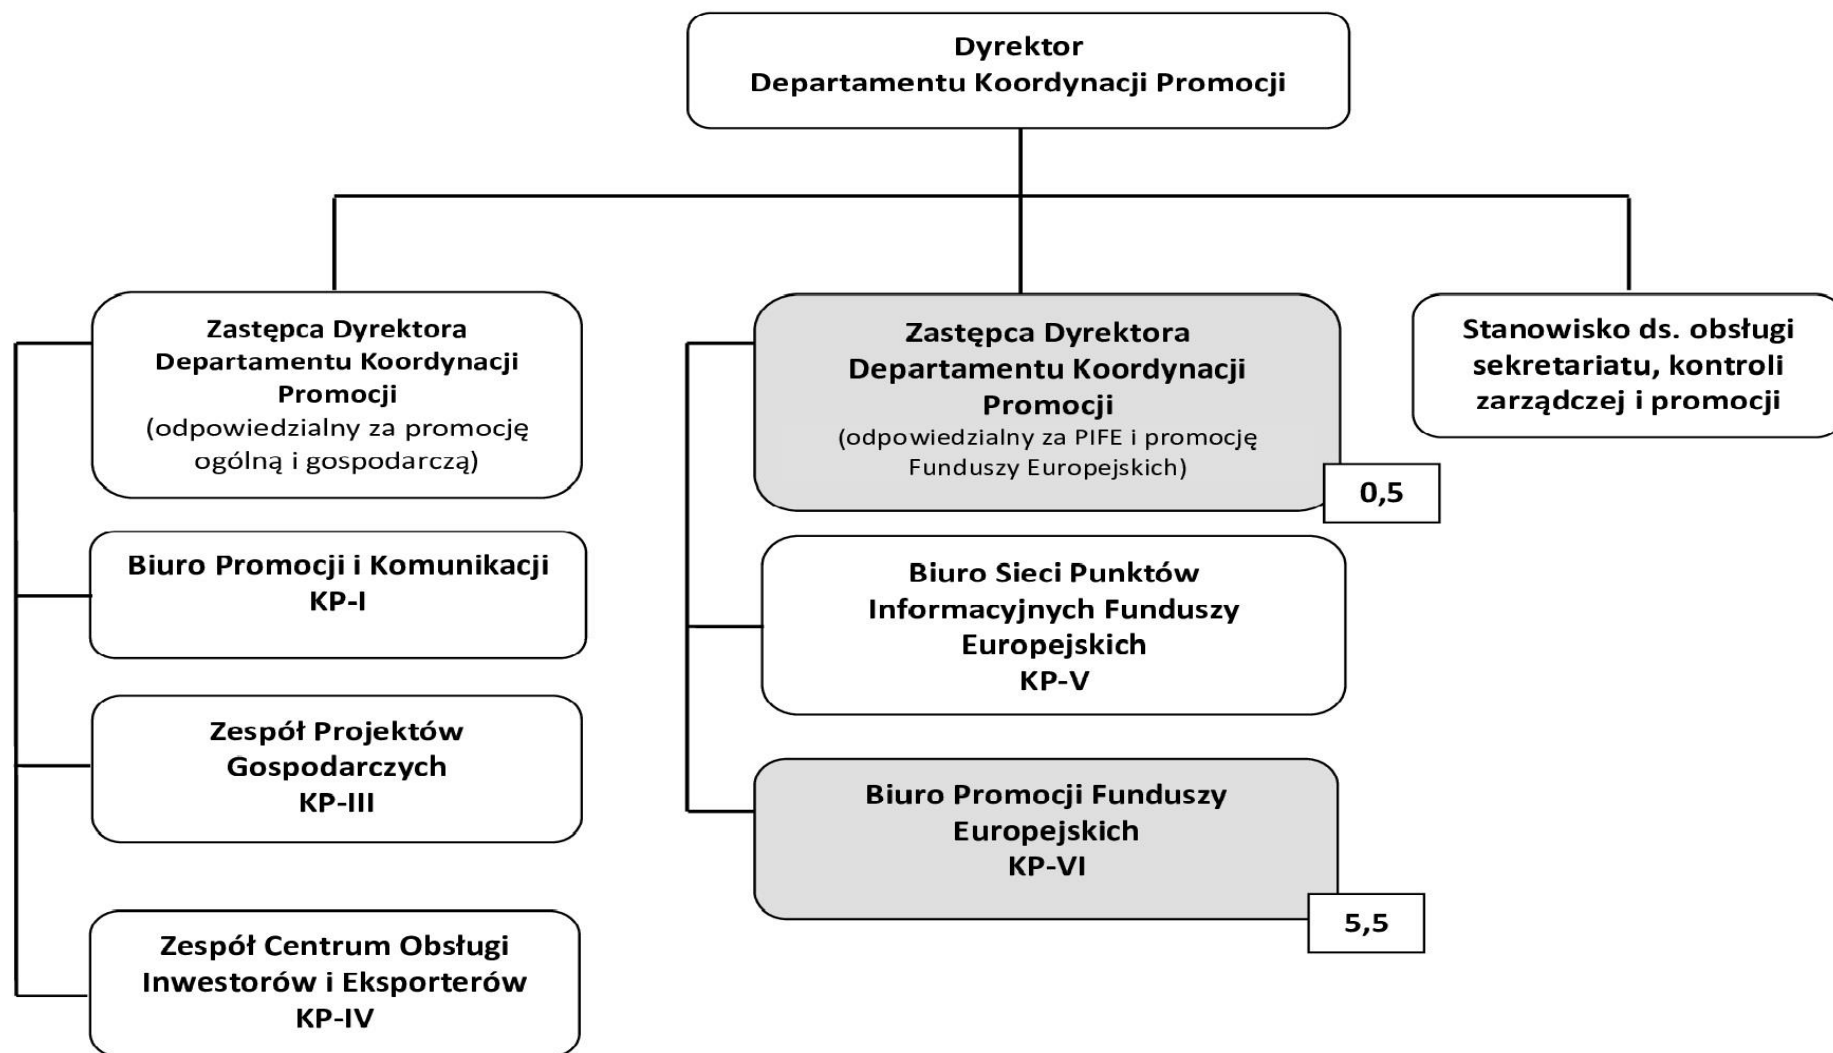 Dyrektor
Departamentu Koordynacji Promocji
Zastępca Dyrektora
Departamentu Koordynacji
Promocji
(odpowiedzialny za promocję
ogólną i gospodarczą)
Biuro Promocji i Komunikacji
KP-I
Zespół Projektów
Gospodarczych
KP-III
Zespół Centrum Obsługi
Inwestorów i Eksporterów
KP-IV
Zastępca Dyrektora
Departamentu Koordynacji
Promocji
(odpowiedzialny za PIFE i promocję
Funduszy Europejskich)
0,5
Biuro Sieci Punktów
Informacyjnych Funduszy
Europejskich
KP-V
Biuro Promocji Funduszy
Europejskich
KP-VI
5,5
Stanowisko ds. obsługi
sekretariatu, kontroli
zarządczej i promocji